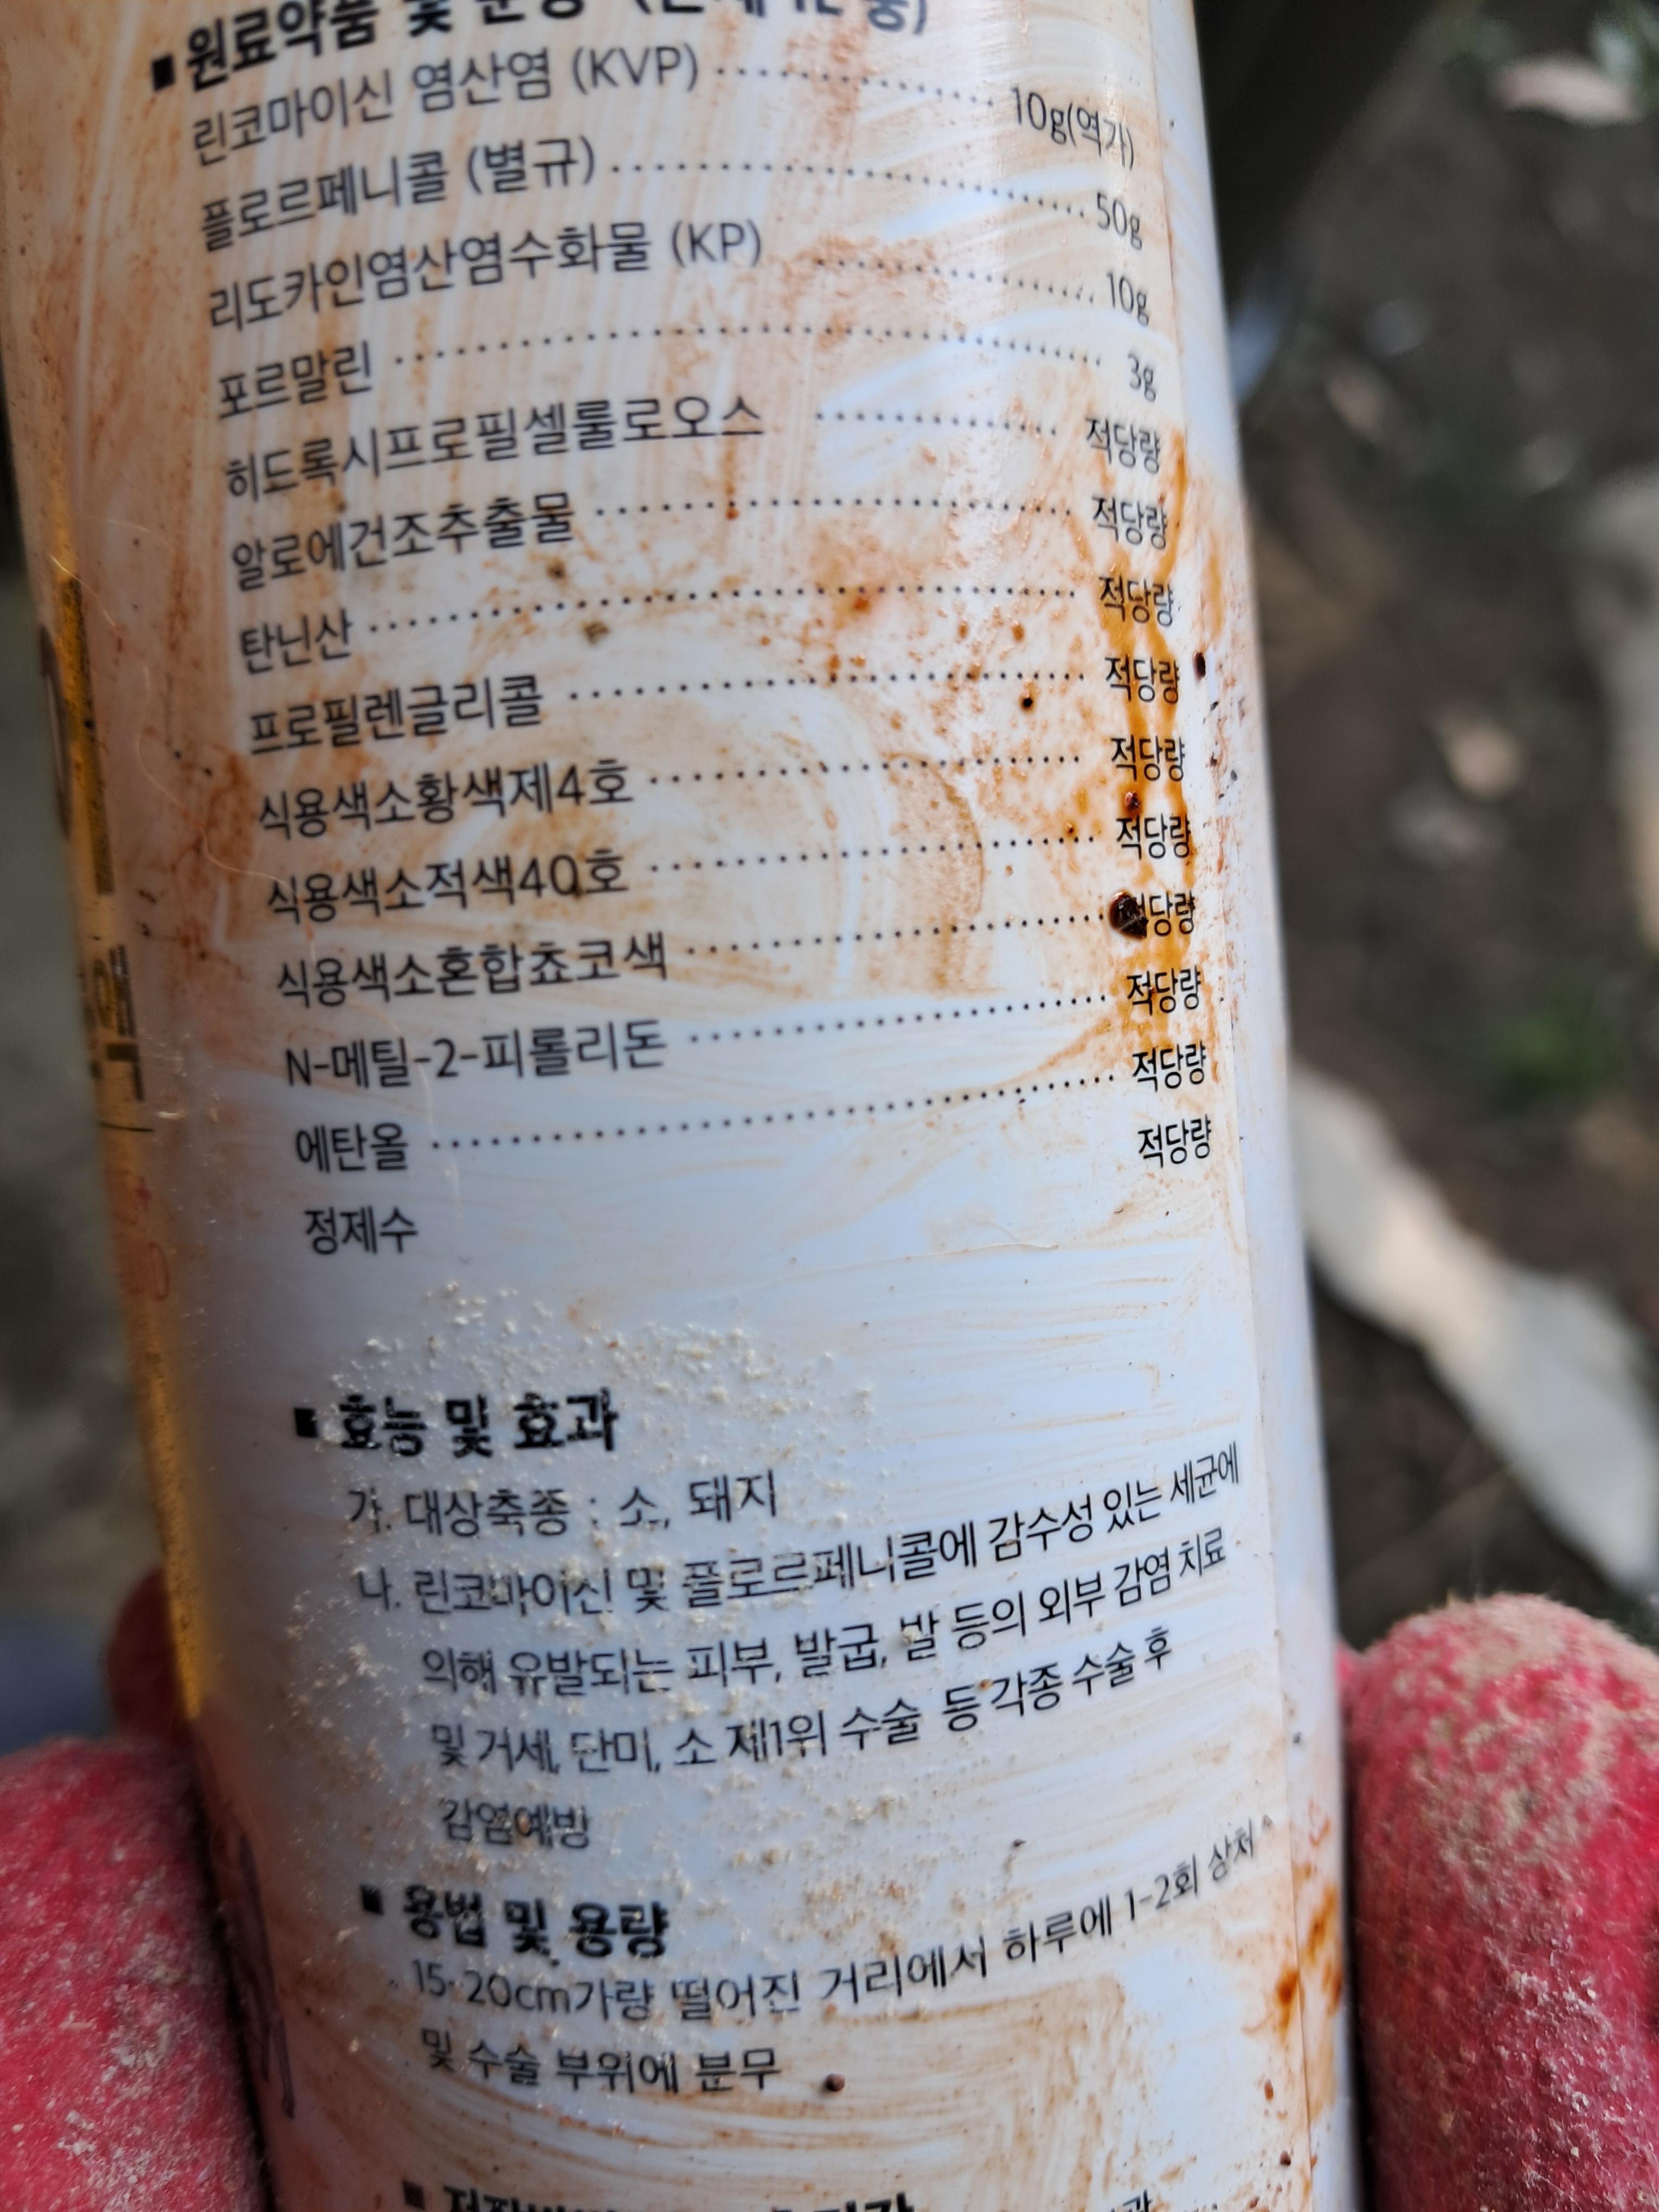 ■ 원료약품 및 분량
린코마이신 염산염 (KVP) 10g(역가)
플로르페니콜 (별규) 50g
리도카인염산염수화물 (KP) 10g
포르말린 3g
히드록시프로필셀룰로오스 적당량
알로에건조추출물 적당량
탄닌산 적당량
프로필렌글리콜 적당량
식용색소황색제4호 적당량
식용색소적색40호 적당량
식용색소혼합쵸코색 적당량
N-메틸-2-피롤리돈 적당량
에탄올 적당량
정제수 적당량
■ 효능 및 효과
가. 대상축종 : 소, 돼지
나. 린코마이신 및 플로르페니콜에 감수성 있는 세균에
의해 유발되는 피부, 발굽, 발 등의 외부 감염 치료
및 거세, 단미, 소 제1위 수술 등 각종 수술 후
감염예방
■ 용법 및 용량
15-20cm가량 떨어진 거리에서 하루에 1-2회 상처
및 수술 부위에 분무